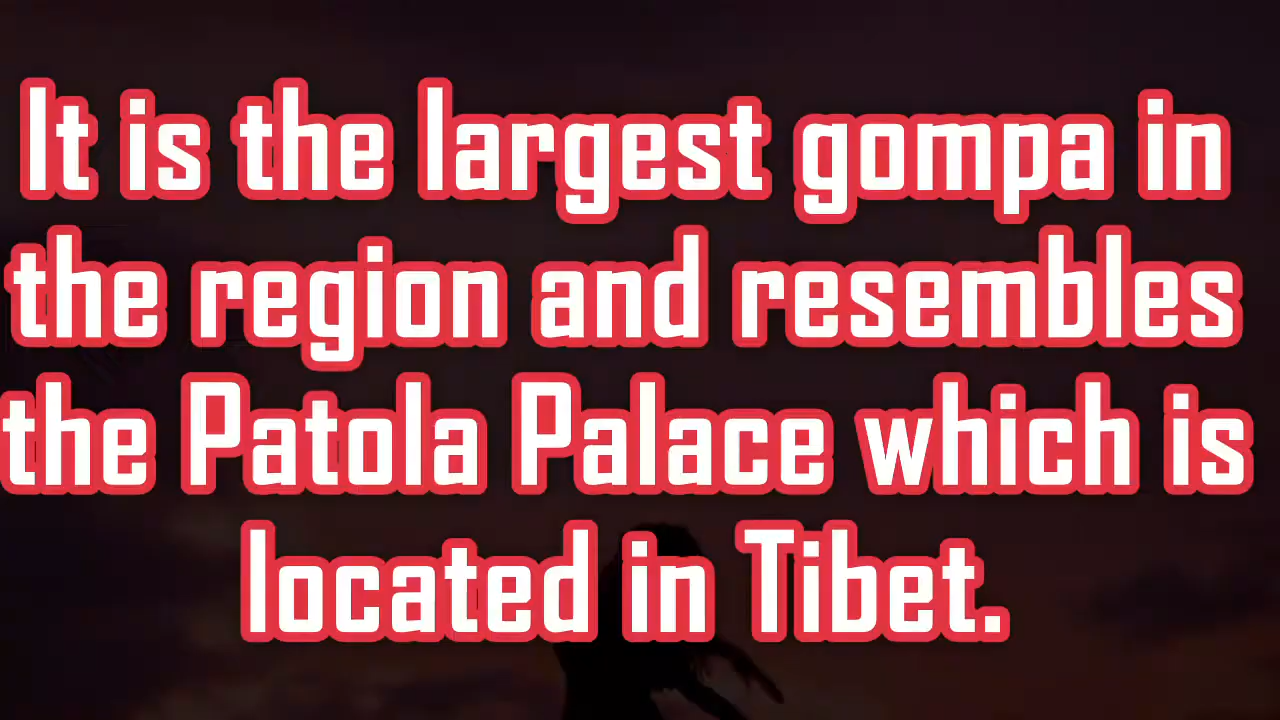 It is the largest gompa in
the region and resembles
the Patola Palace which is
located in Tibet.